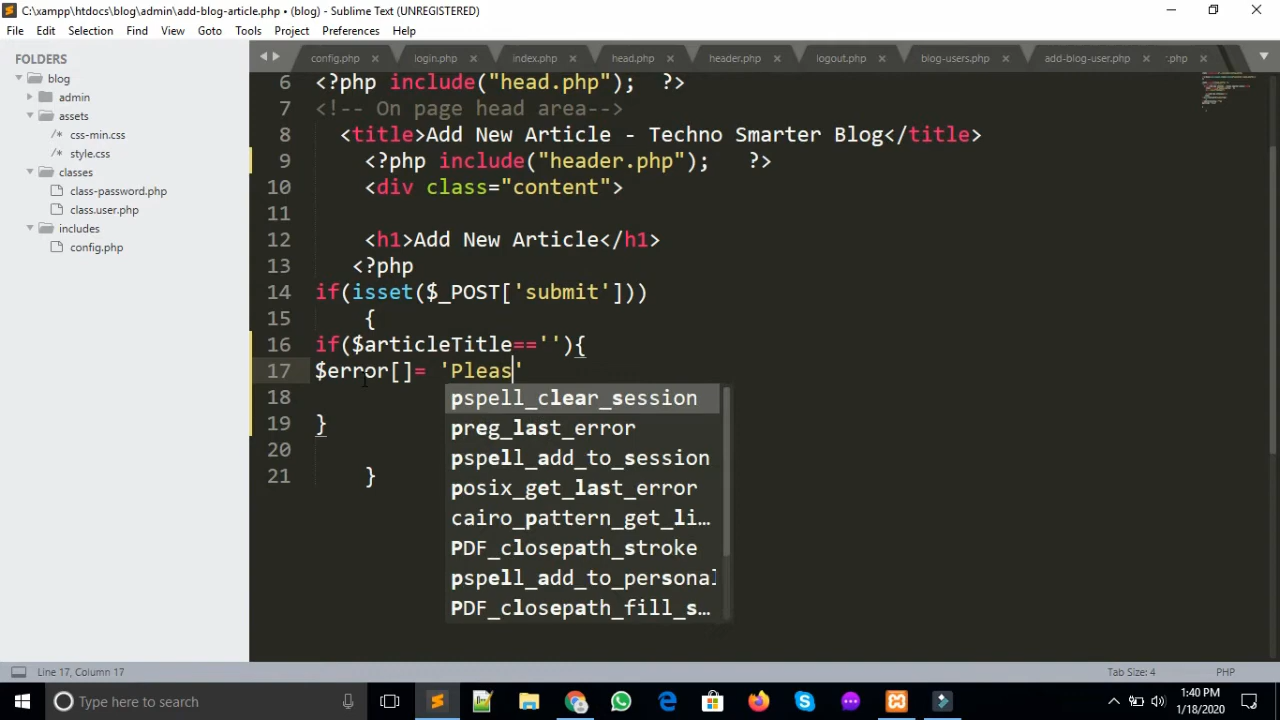 C:\xampp\htdocs\blog\admin\add-blog-article.php • (blog) - Sublime Text (UNREGISTERED)
File Edit Selection Find View Goto Tools Project Preferences Help
FOLDERS
blog
admin
assets
/* css-min.css
/* style.css
classes
class-password.php
class.user.php
includes
config.php
config.php login.php index.php head.php header.php logout.php blog-users.php add-blog-user.php .php
6 <?php include("head.php");  ?>
7 <!-- On page head area-->
8 <title>Add New Article - Techno Smarter Blog</title>
9 <?php include("header.php");   ?>
10 <div class="content">
11
12 <h1>Add New Article</h1>
13 <?php
14 if(isset($_POST['submit']))
15 {
16 if($articleTitle==''){
17 $error[]= 'Pleas'
18
19 }
20
21 }
pspell_clear_session
preg_last_error
pspell_add_to_session
posix_get_last_error
cairo_pattern_get_li…
PDF_closepath_stroke
pspell_add_to_personal
PDF_closepath_fill_s…
Line 17, Column 17
Tab Size: 4
PHP
Type here to search
1:40 PM
1/18/2020